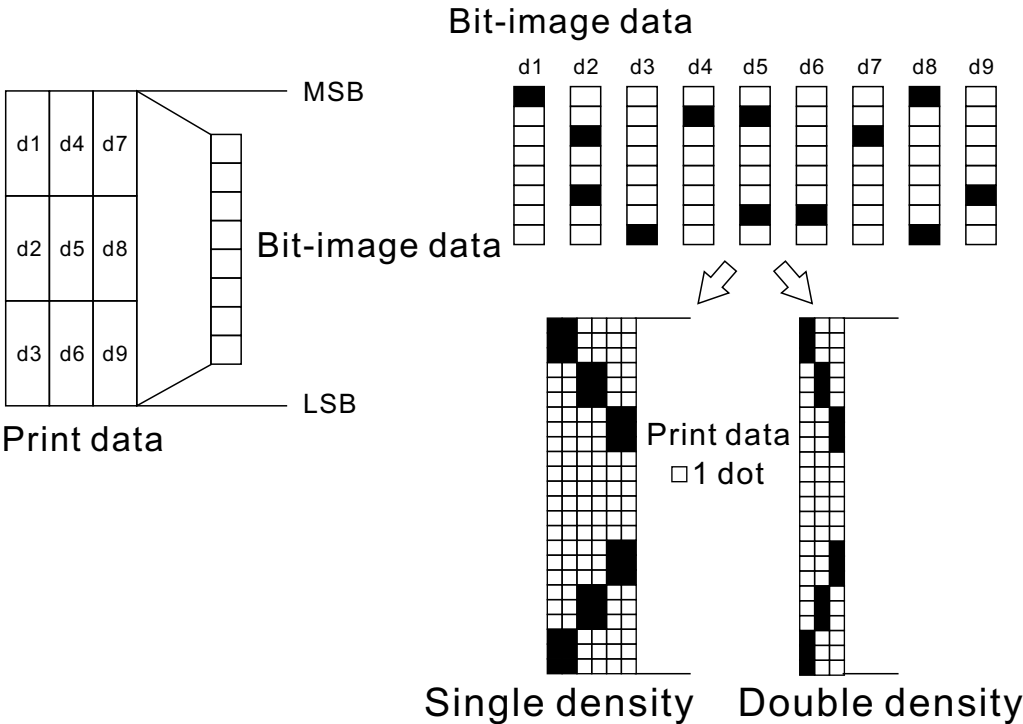 Bit-image data
d1 d2 d3 d4 d5 d6 d7 d8 d9
MSB
d1 d4 d7
d2 d5 d8
Bit-image data
d3 d6 d9
LSB
Print data
Print data
□1 dot
Single density
Double density